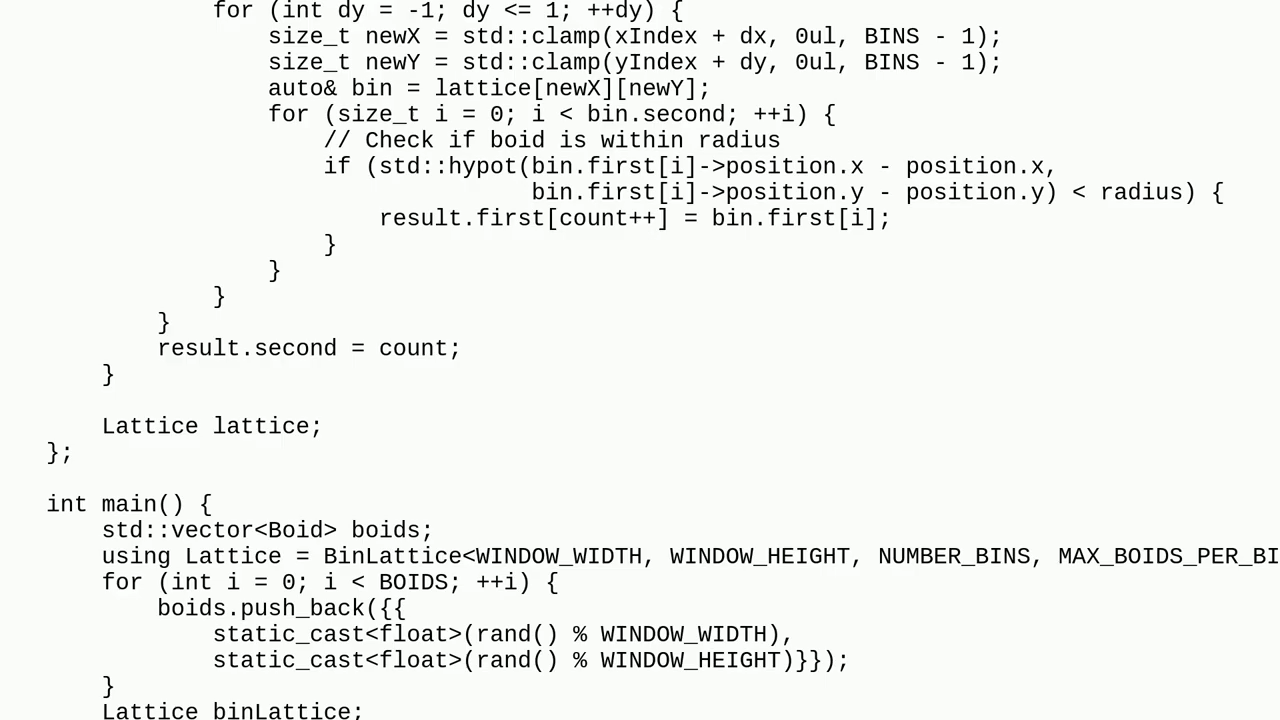 for (int dy = -1; dy <= 1; ++dy) {
size_t newX = std::clamp(xIndex + dx, 0ul, BINS - 1);
size_t newY = std::clamp(yIndex + dy, 0ul, BINS - 1);
auto& bin = lattice[newX][newY];
for (size_t i = 0; i < bin.second; ++i) {
// Check if boid is within radius
if (std::hypot(bin.first[i]->position.x - position.x,
bin.first[i]->position.y - position.y) < radius) {
result.first[count++] = bin.first[i];
}
}
}
}
result.second = count;
}
Lattice lattice;
};
int main() {
std::vector<Boid> boids;
using Lattice = BinLattice<WINDOW_WIDTH, WINDOW_HEIGHT, NUMBER_BINS, MAX_BOIDS_PER_BI
for (int i = 0; i < BOIDS; ++i) {
boids.push_back({{
static_cast<float>(rand() % WINDOW_WIDTH),
static_cast<float>(rand() % WINDOW_HEIGHT)}});
}
Lattice binLattice;